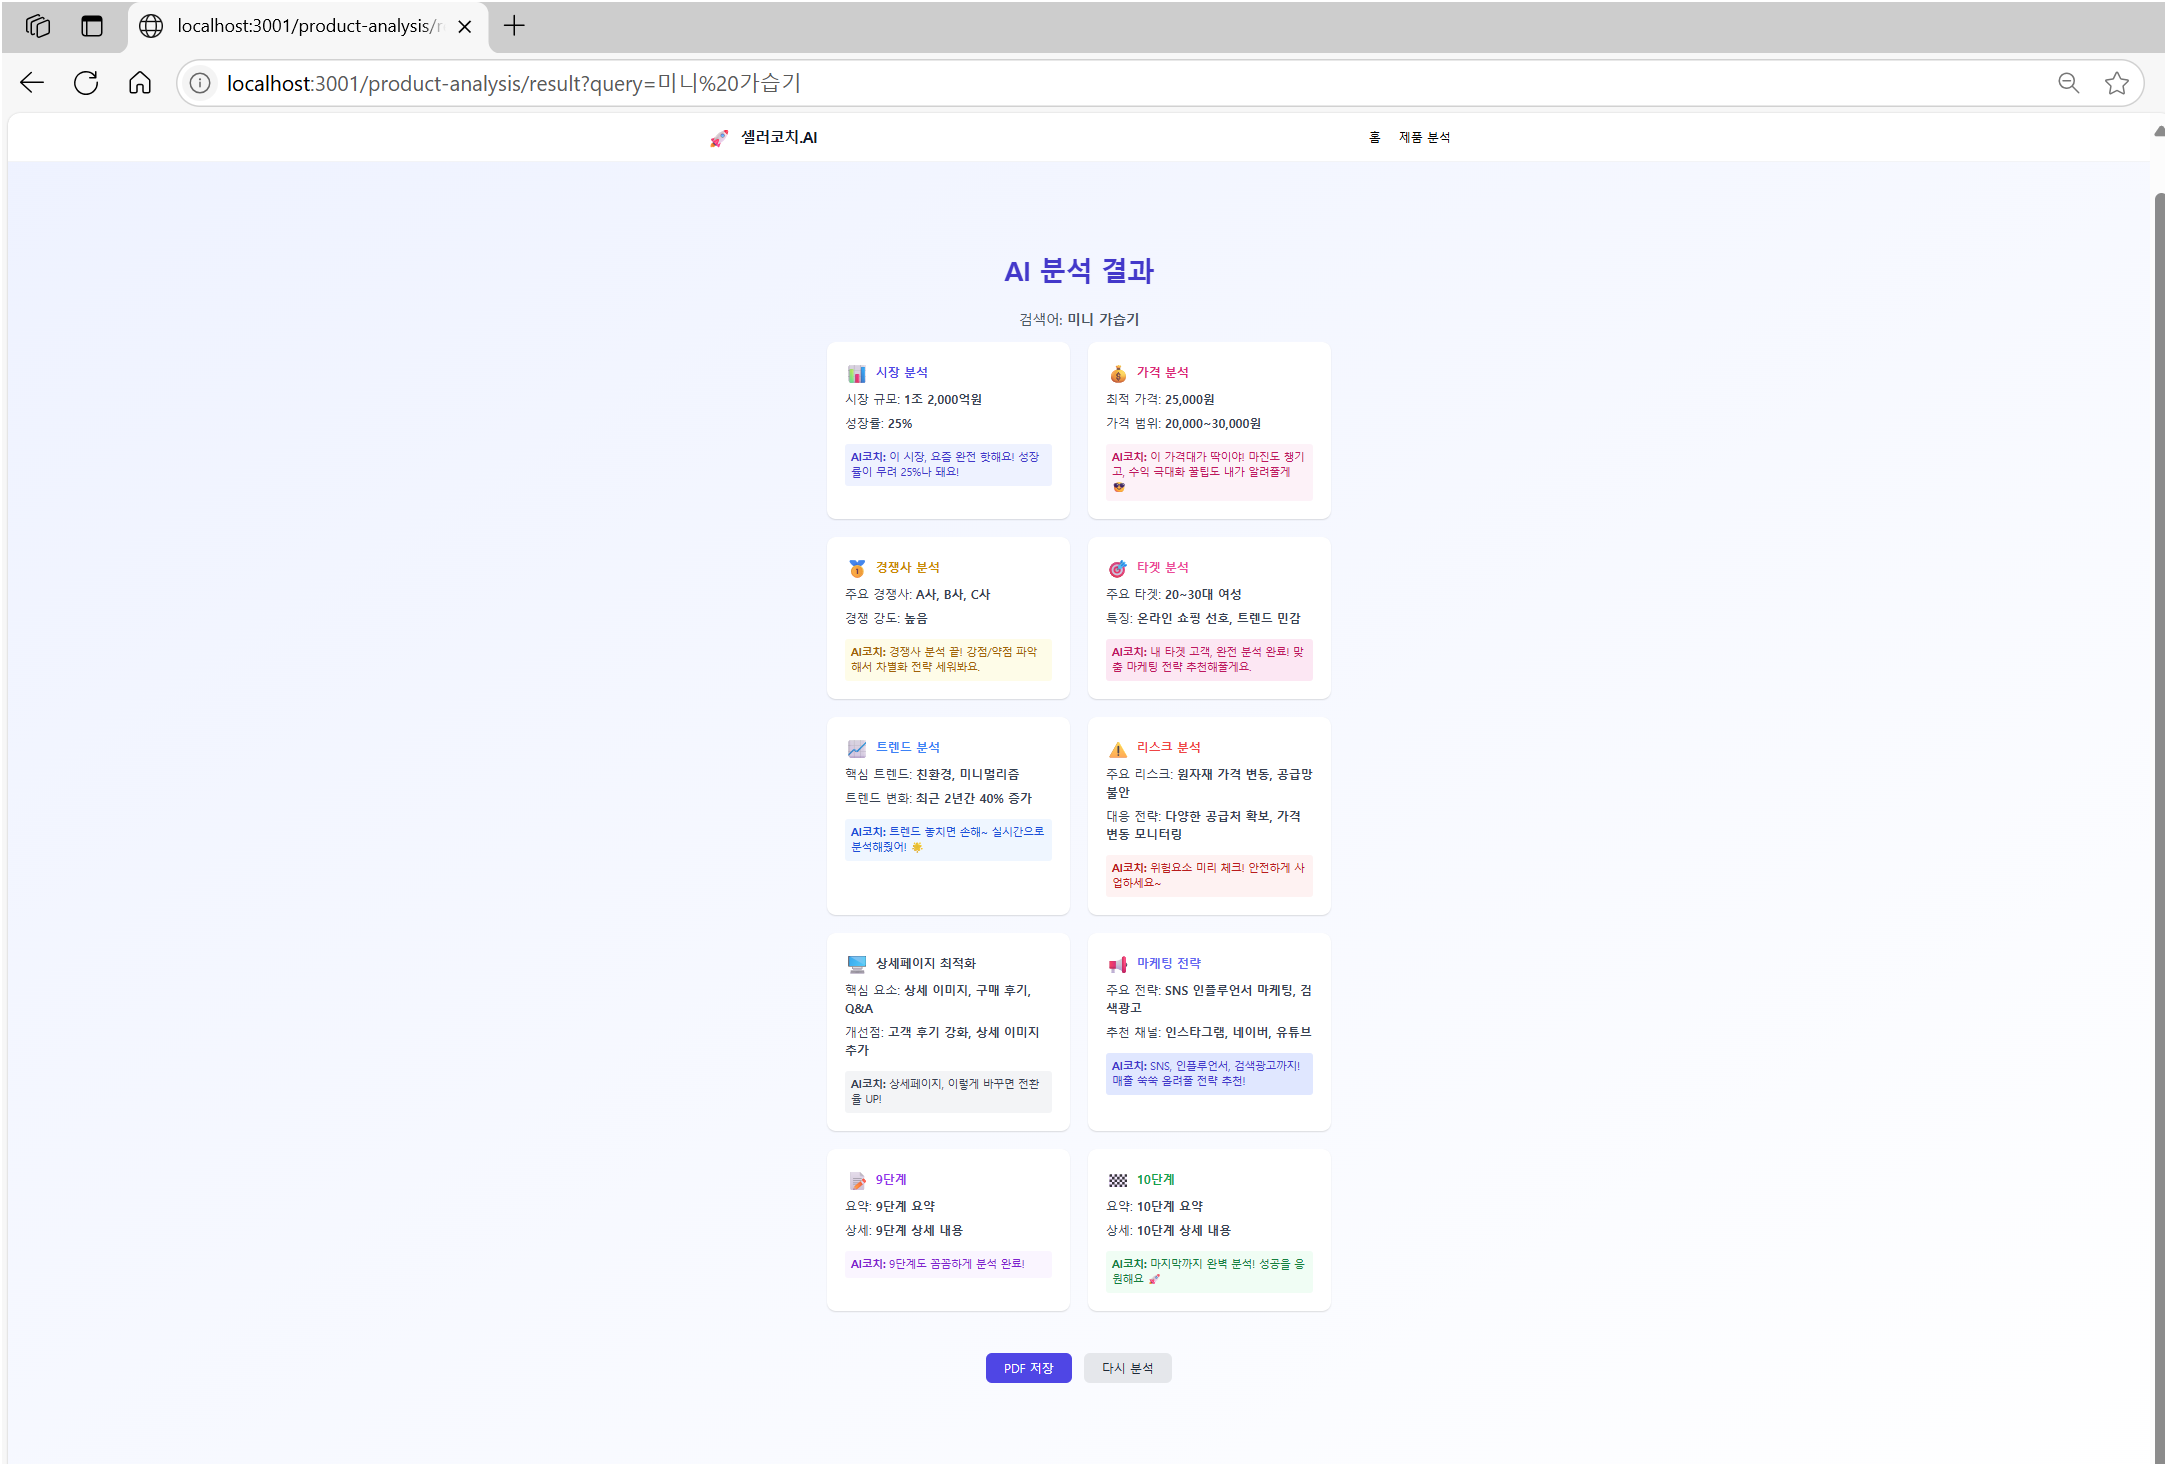 localhost:3001/product-analysis/r
localhost:3001/product-analysis/result?query=미니%20가습기
셀러코치.AI
홈 제품 분석
AI 분석 결과
검색어: 미니 가습기
시장 분석
시장 규모: 1조 2,000억원
성장률: 25%
AI코치: 이 시장, 요즘 완전 핫해요! 성장
률이 무려 25%나 돼요!
가격 분석
최적 가격: 25,000원
가격 범위: 20,000~30,000원
AI코치: 이 가격대가 딱이야! 마진도 챙기
고, 수익 극대화 꿀팁도 내가 알려줄게
😎
경쟁사 분석
주요 경쟁사: A사, B사, C사
경쟁 강도: 높음
AI코치: 경쟁사 분석 끝! 강점/약점 파악
해서 차별화 전략 세워봐요.
타겟 분석
주요 타겟: 20~30대 여성
특징: 온라인 쇼핑 선호, 트렌드 민감
AI코치: 내 타겟 고객, 완전 분석 완료! 맞
춤 마케팅 전략 추천해줄게요.
트렌드 분석
핵심 트렌드: 친환경, 미니멀리즘
트렌드 변화: 최근 2년간 40% 증가
AI코치: 트렌드 놓치면 손해~ 실시간으로
분석해줬어! 🌟
리스크 분석
주요 리스크: 원자재 가격 변동, 공급망
불안
대응 전략: 다양한 공급처 확보, 가격
변동 모니터링
AI코치: 위험요소 미리 체크! 안전하게 사
업하세요~
상세페이지 최적화
핵심 요소: 상세 이미지, 구매 후기,
Q&A
개선점: 고객 후기 강화, 상세 이미지
추가
AI코치: 상세페이지, 이렇게 바꾸면 전환
율 UP!
마케팅 전략
주요 전략: SNS 인플루언서 마케팅, 검
색광고
추천 채널: 인스타그램, 네이버, 유튜브
AI코치: SNS, 인플루언서, 검색광고까지!
매출 쑥쑥 올려줄 전략 추천!
9단계
요약: 9단계 요약
상세: 9단계 상세 내용
AI코치: 9단계도 꼼꼼하게 분석 완료!
10단계
요약: 10단계 요약
상세: 10단계 상세 내용
AI코치: 마지막까지 완벽 분석! 성공을 응
원해요 🚀
PDF 저장
다시 분석